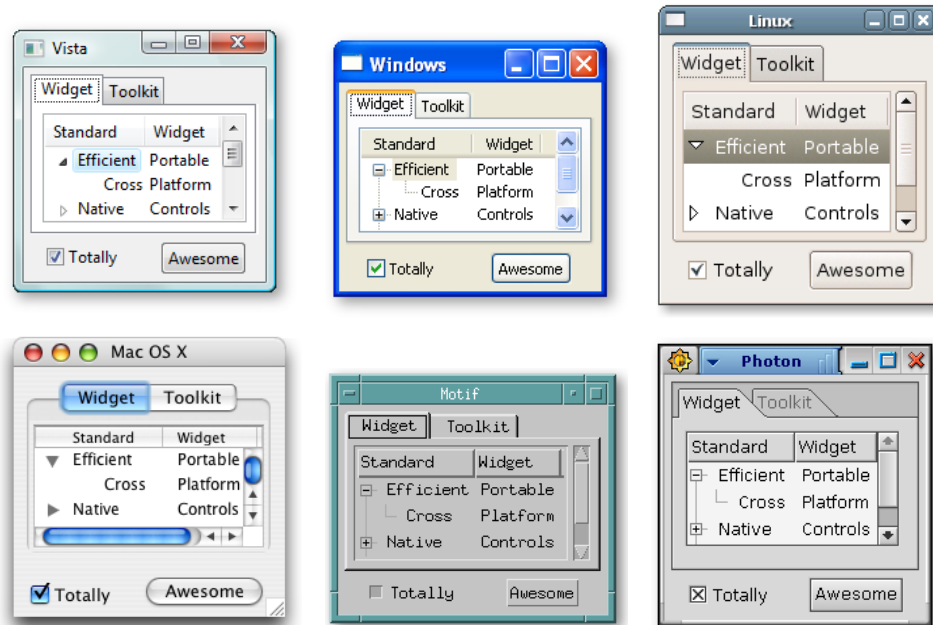 Vista
Widget Toolkit
Standard Widget
Efficient Portable
Cross Platform
Native Controls
Totally Awesome
Windows
Widget Toolkit
Standard Widget
Efficient Portable
Cross Platform
Native Controls
Totally Awesome
Linux
Widget Toolkit
Standard Widget
Efficient Portable
Cross Platform
Native Controls
Totally Awesome
Mac OS X
Widget Toolkit
Standard Widget
Efficient Portable
Cross Platform
Native Controls
Totally Awesome
Motif
Widget Toolkit
Standard Widget
Efficient Portable
Cross Platform
Native Controls
Totally Awesome
Photon
Widget Toolkit
Standard Widget
Efficient Portable
Cross Platform
Native Controls
Totally Awesome